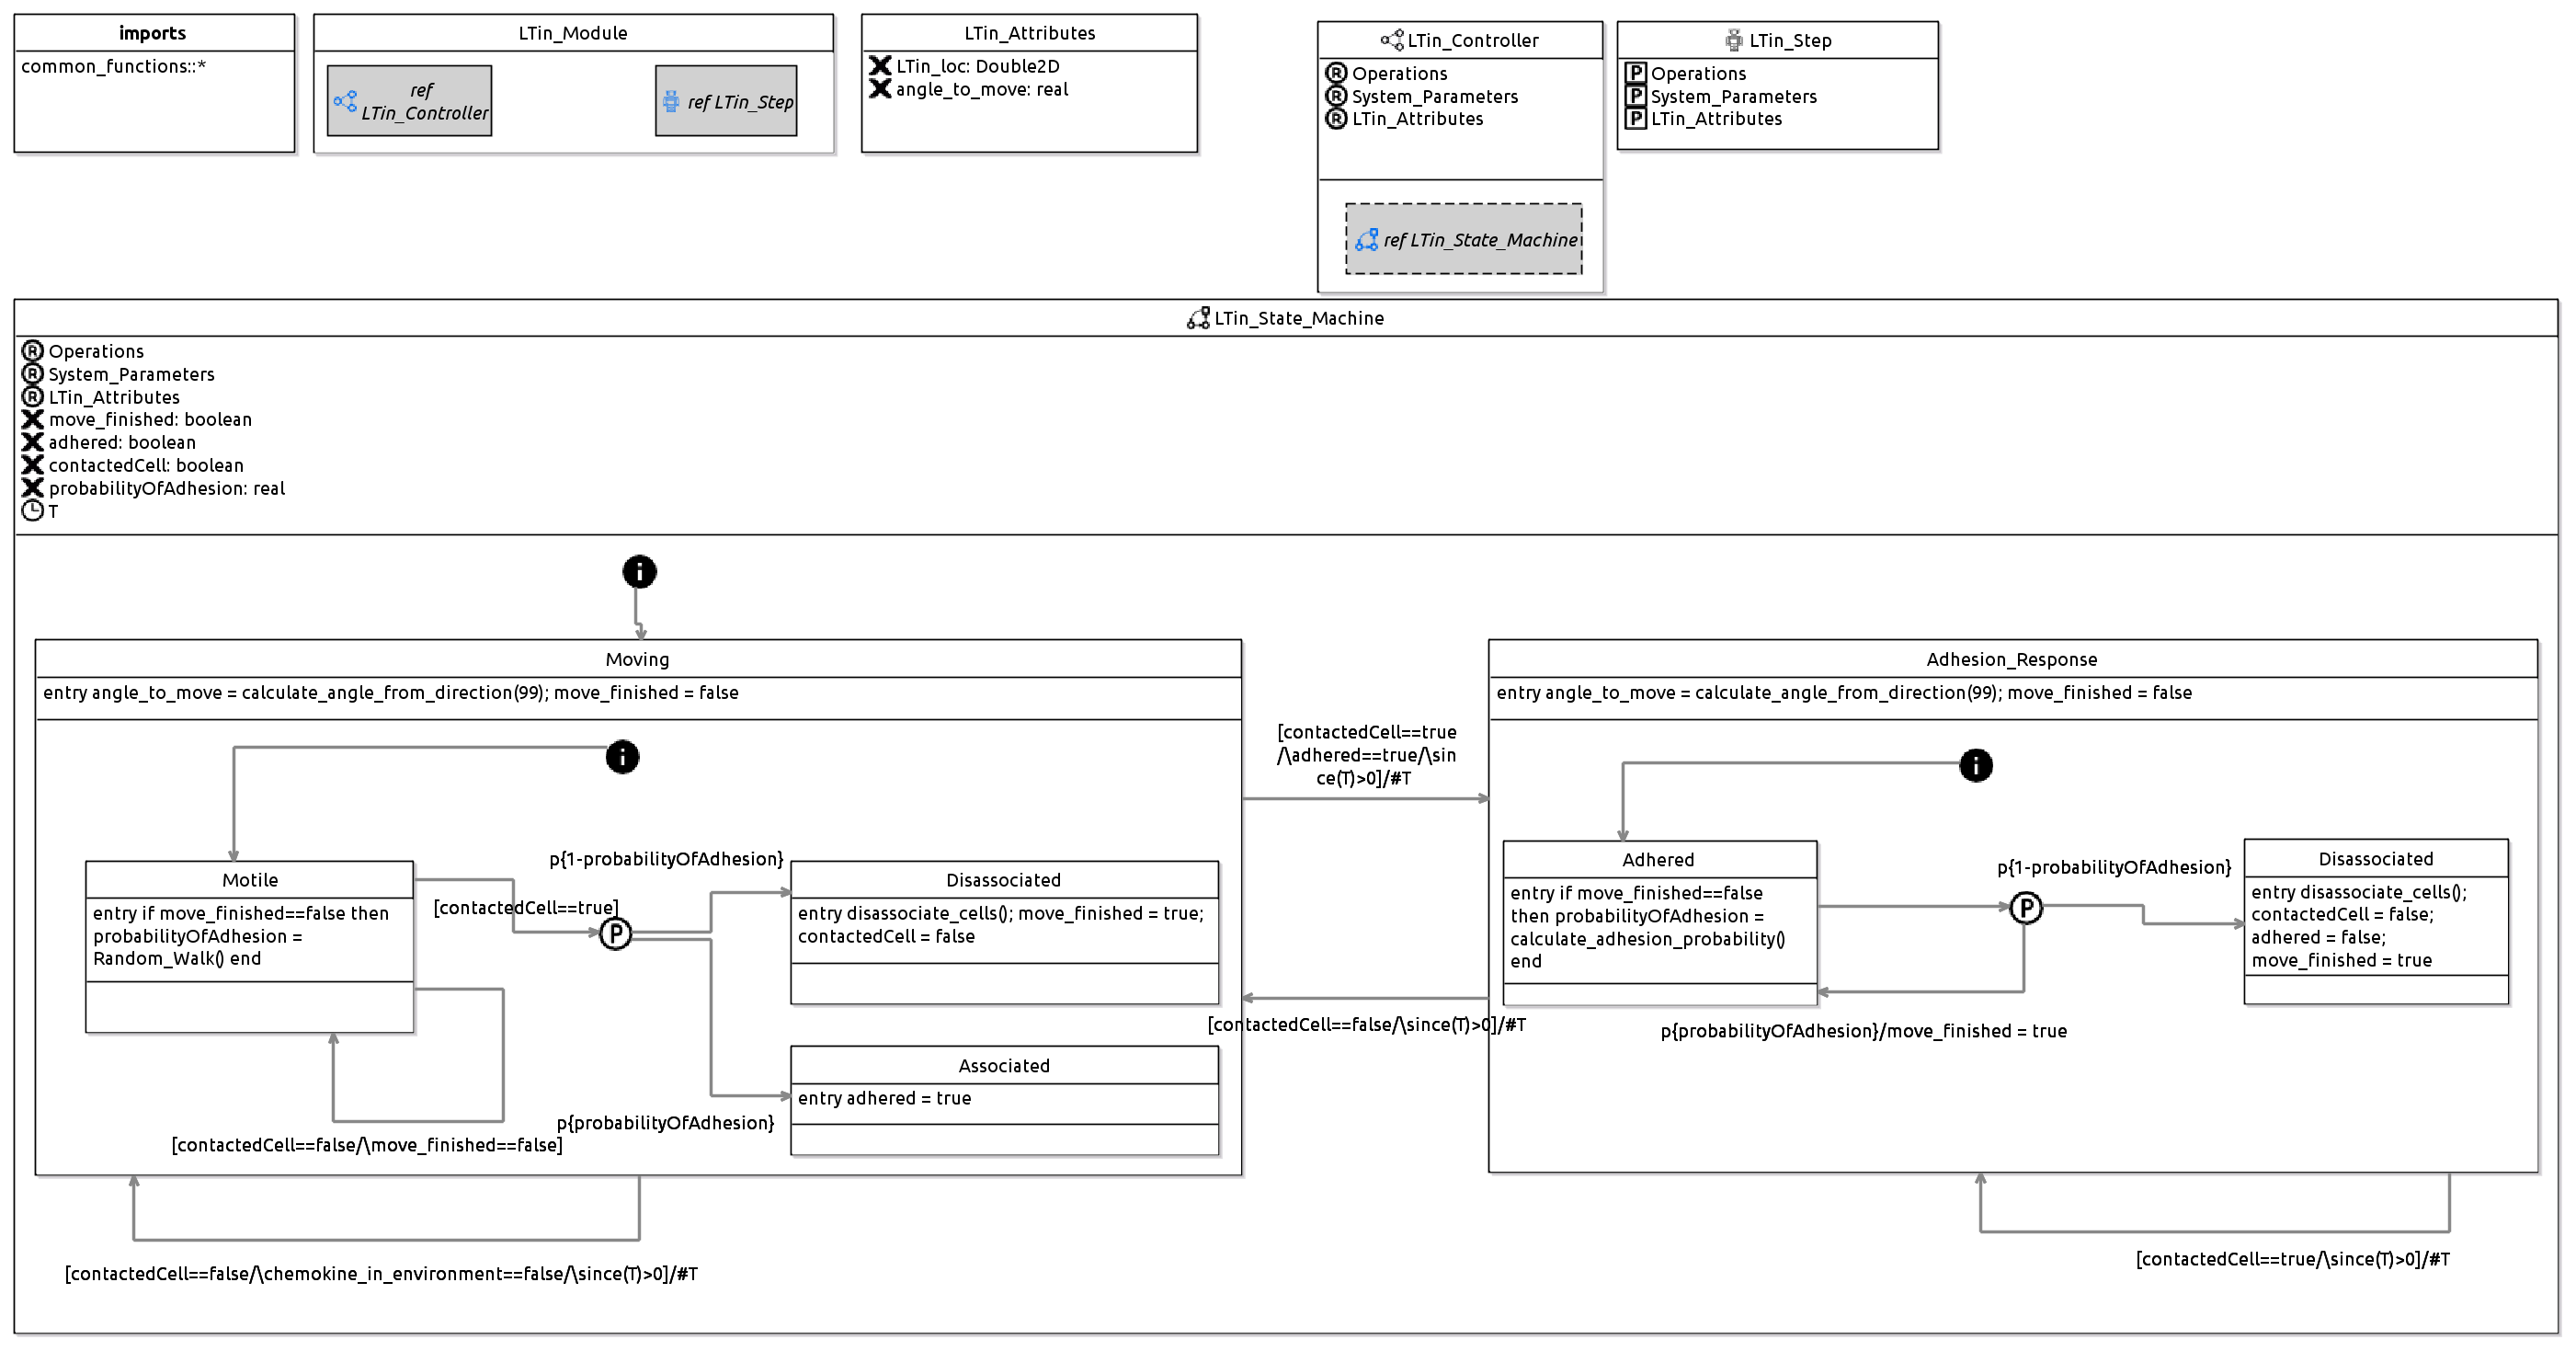 imports
common_functions::*
LTin_Module
ref
LTin_Controller
ref LTin_Step
LTin_Attributes
LTin_loc: Double2D
angle_to_move: real
LTin_Controller
R Operations
R System_Parameters
R LTin_Attributes
ref LTin_State_Machine
LTin_Step
P Operations
P System_Parameters
P LTin_Attributes
LTin_State_Machine
R Operations
R System_Parameters
R LTin_Attributes
move_finished: boolean
adhered: boolean
contactedCell: boolean
probabilityOfAdhesion: real
T
i
Moving
entry angle_to_move = calculate_angle_from_direction(99); move_finished = false
i
Motile
entry if move_finished==false then
probabilityOfAdhesion =
Random_Walk() end
[contactedCell==true]
P
p{1-probabilityOfAdhesion}
Disassociated
entry disassociate_cells(); move_finished = true;
contactedCell = false
Associated
entry adhered = true
p{probabilityOfAdhesion}
[contactedCell==false/\move_finished==false]
[contactedCell==false/\chemokine_in_environment==false/\since(T)>0]/#T
[contactedCell==true
/\adhered==true/\sin
ce(T)>0]/#T
[contactedCell==false/\since(T)>0]/#T
Adhesion_Response
entry angle_to_move = calculate_angle_from_direction(99); move_finished = false
i
Adhered
entry if move_finished==false
then probabilityOfAdhesion =
calculate_adhesion_probability()
end
P
p{1-probabilityOfAdhesion}
Disassociated
entry disassociate_cells();
contactedCell = false;
adhered = false;
move_finished = true
p{probabilityOfAdhesion}/move_finished = true
[contactedCell==true/\since(T)>0]/#T